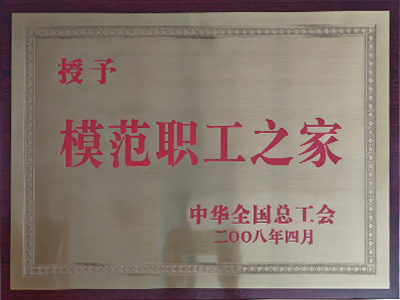 授予
模范职工之家
中华全国总工会
二〇〇八年四月